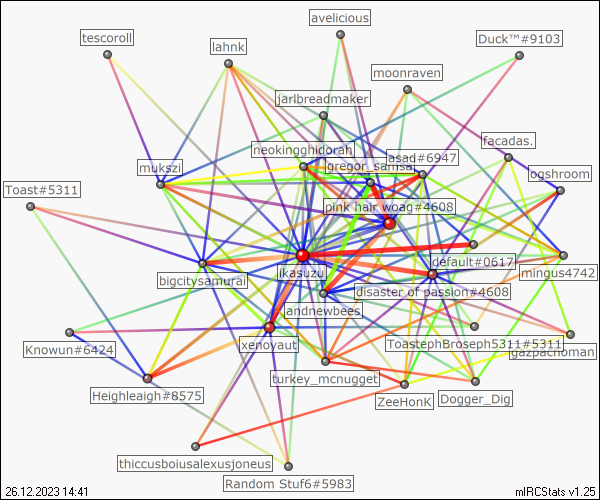 avelicious
tescoroll
Duck™#9103
lahnk
moonraven
jarlbreadmaker
facadas.
neokingghidorah
gregor_samsa
asad#6947
mukszi
ogshroom
Toast#5311
pink hair woag#4608
default#0617
ikasuzu
mingus4742
bigcitysamurai
disaster of passion#4608
landnewbees
xenoyaut
ToastephBroseph5311#5311
Knowun#6424
gazpachoman
turkey_mcnugget
Heighleaigh#8575
Dogger_Dig
ZeeHonK
thiccusboiusalexusjoneus
Random Stuf6#5983
26.12.2023 14:41
mIRCStats v1.25